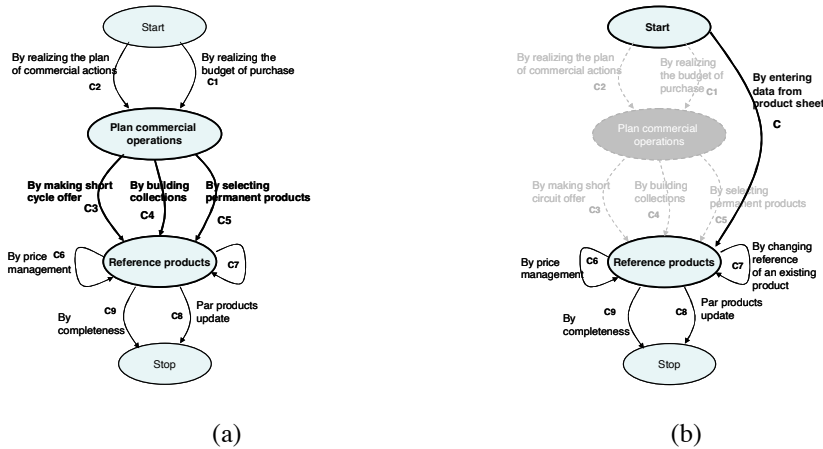 Start
By realizing the plan
of commercial actions
C2
By realizing the
budget of purchase
C1
Plan commercial
operations
By making short
cycle offer
C3
By building
collections
C4
By selecting
permanent products
C5
By price
management
C6
Reference products
C7
By
completeness
C9
C8
Par products
update
Stop
(a)
Start
By realizing the plan
of commercial actions
C2
By realizing
the budget of
purchase
C1
By entering
data from
product sheet
C
Plan commercial
operations
By making short
circuit offer
C3
By building
collections
C4
By selecting
permanent products
C5
By price
management
C6
Reference products
C7
By changing
reference
of an existing
product
By
completeness
C9
C8
Par products
update
Stop
(b)